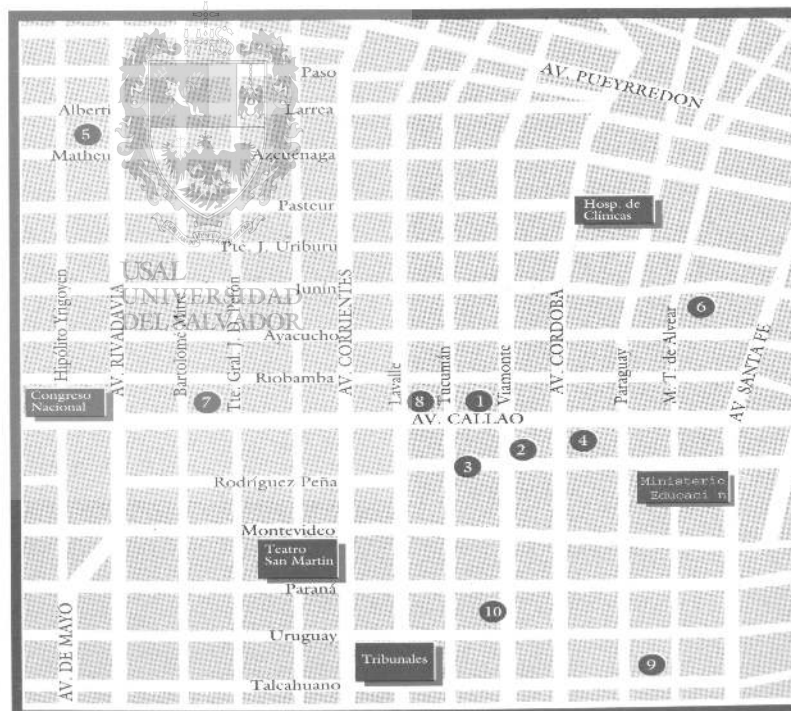 Paso
AV. PUEYRREDON
Alberti
Larrea
5
Matheu
Azcuénaga
Pasteur
Hosp. de
Clínicas
Pte. J. Uriburu
USAL
UNIVERSIDAD
DEL SALVADOR
Junín
6
Ayacucho
Riobamba
Hipólito Yrigoyen
AV. RIVADAVIA
Bartolomé Mitre
Tte. Gral. J. D. Perón
AV. CORRIENTES
Lavalle
Tucumán
Viamonte
AV. CORDOBA
Paraguay
M. T. de Alvear
AV. SANTA FE
Congreso
Nacional
7
8
1
AV. CALLAO
2
4
3
Rodríguez Peña
Ministerio
Educaci n
Montevideo
Teatro
San Martín
Paraná
10
AV. DE MAYO
Uruguay
Tribunales
9
Talcahuano